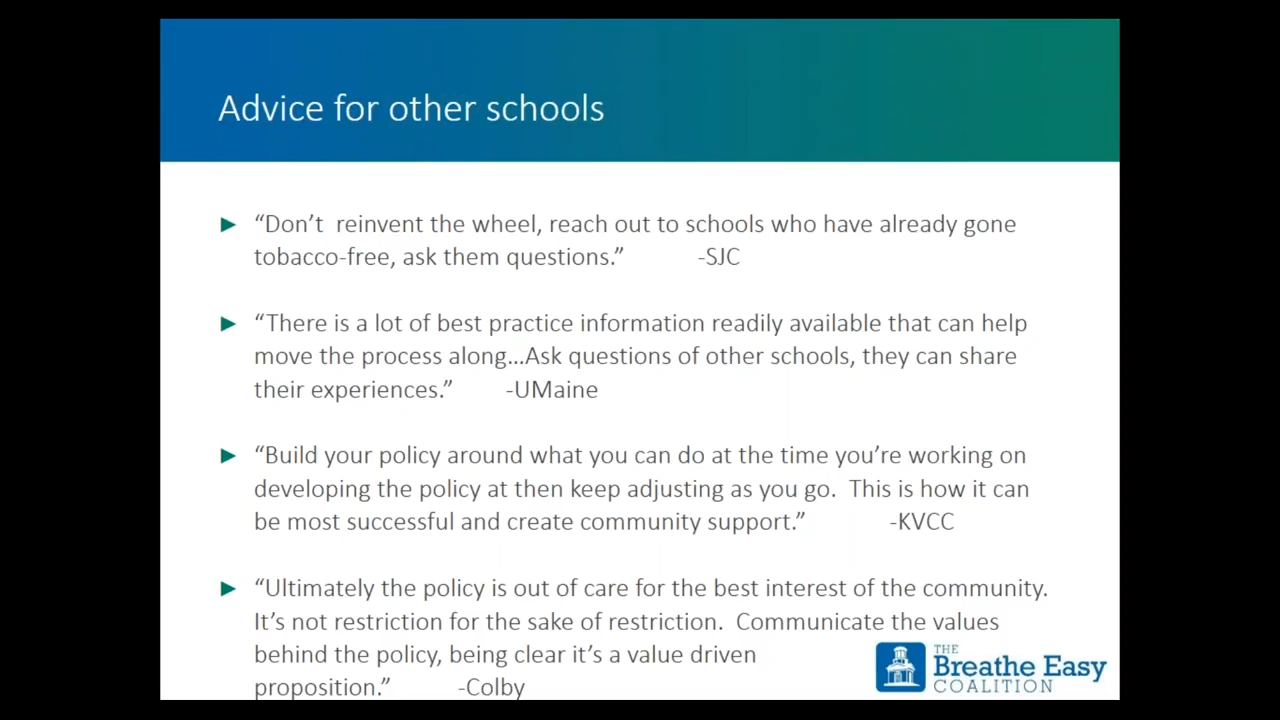 Advice for other schools
► “Don’t  reinvent the wheel, reach out to schools who have already gone
tobacco-free, ask them questions.” -SJC
► “There is a lot of best practice information readily available that can help
move the process along…Ask questions of other schools, they can share
their experiences.” -UMaine
► “Build your policy around what you can do at the time you’re working on
developing the policy at then keep adjusting as you go.  This is how it can
be most successful and create community support.” -KVCC
► “Ultimately the policy is out of care for the best interest of the community.
It’s not restriction for the sake of restriction.  Communicate the values
behind the policy, being clear it’s a value driven
proposition.” -Colby
THE
Breathe Easy
COALITION